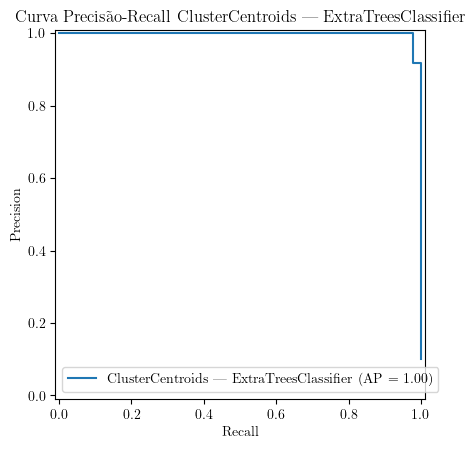 Curva Precisão-Recall ClusterCentroids — ExtraTreesClassifier
1.0
0.8
0.6
0.4
0.2
0.0
Precision
ClusterCentroids — ExtraTreesClassifier (AP = 1.00)
0.0 0.2 0.4 0.6 0.8 1.0
Recall